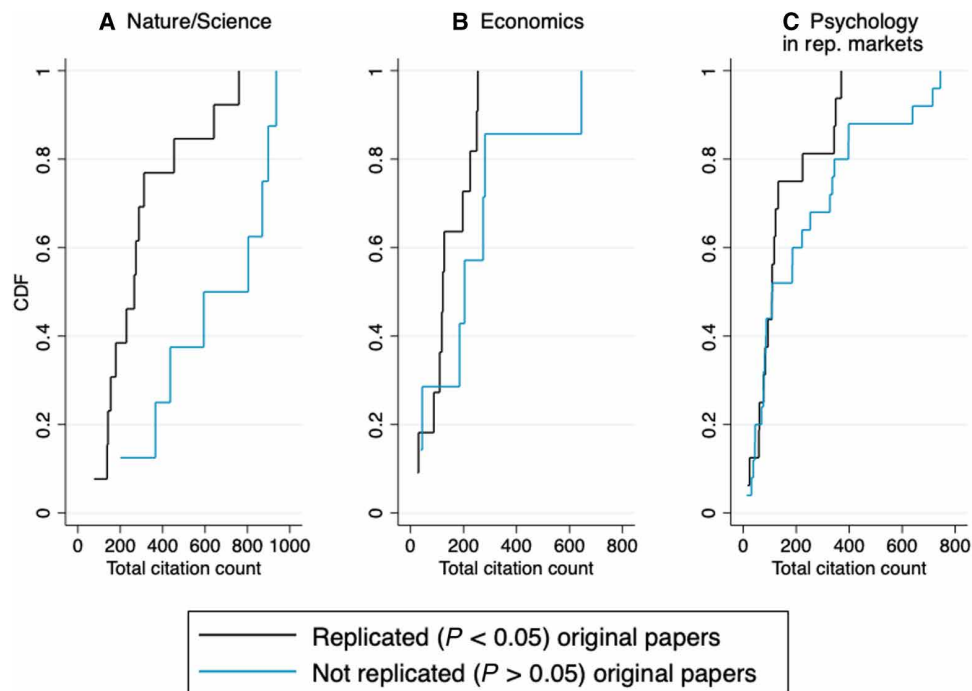 A Nature/Science
B Economics
C Psychology
in rep. markets
CDF
0
0.2
0.4
0.6
0.8
1
0 200 400 600 800 1000
Total citation count
0
0.2
0.4
0.6
0.8
1
0 200 400 600 800
Total citation count
0
0.2
0.4
0.6
0.8
1
0 200 400 600 800
Total citation count
Replicated (P < 0.05) original papers
Not replicated (P > 0.05) original papers